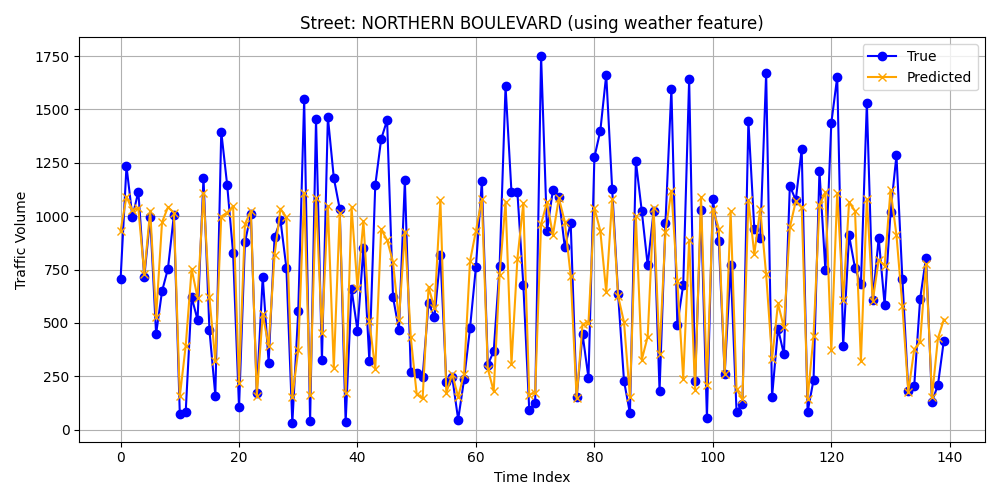 Street: NORTHERN BOULEVARD (using weather feature)
True
Predicted
Traffic Volume
1750
1500
1250
1000
750
500
250
0
0 20 40 60 80 100 120 140
Time Index